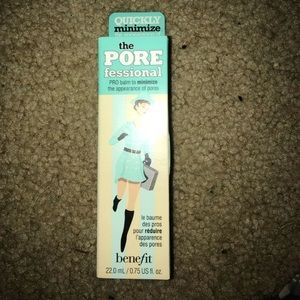 QUICKLY
minimize
the
PORE
fessional
PRO balm to minimize
the appearance of pores
le baume
des pros
pour réduire
l'apparence
des pores
benefit
22.0 mL / 0.75 US fl. oz.